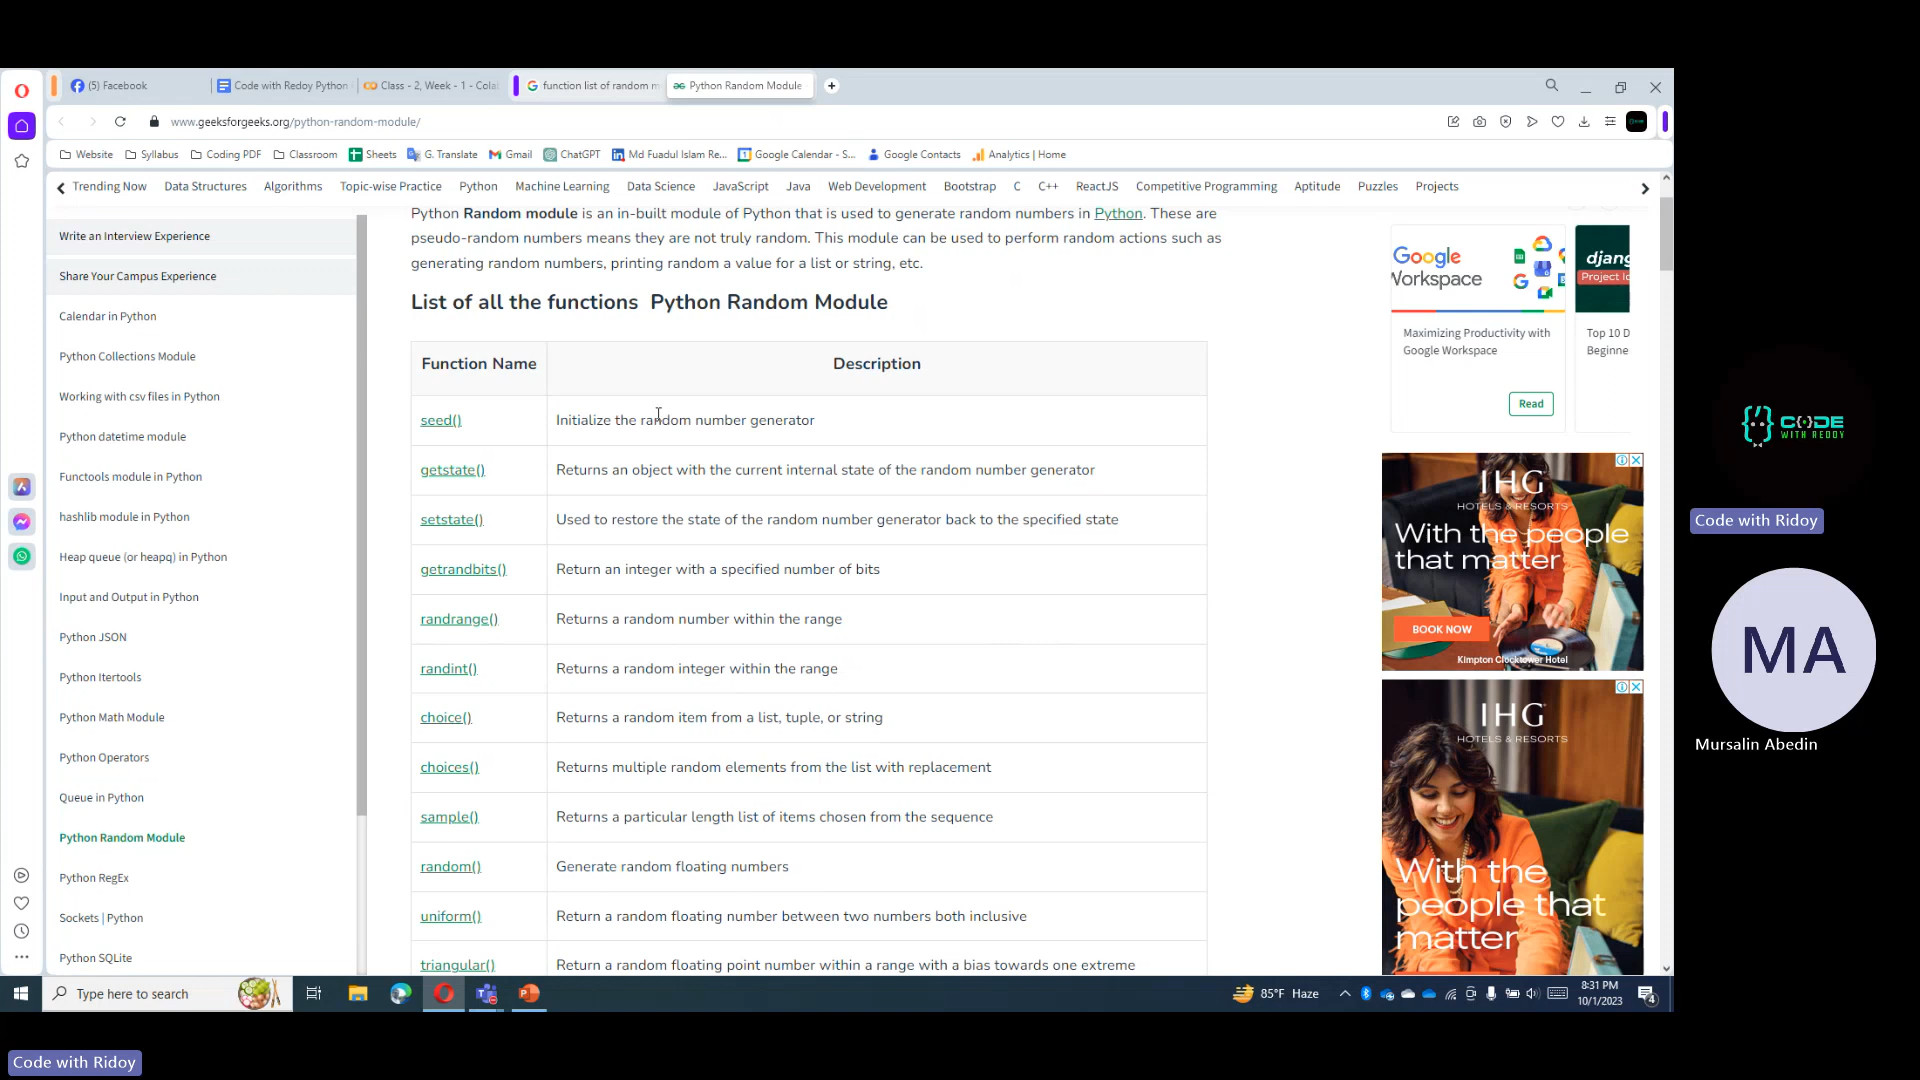 (5) Facebook
Code with Redoy Python
Class - 2, Week - 1 - Cola
function list of random m
Python Random Module
www.geeksforgeeks.org/python-random-module/
Website
Syllabus
Coding PDF
Classroom
Sheets
G. Translate
Gmail
ChatGPT
Md Fuadul Islam Re...
Google Calendar - S...
Google Contacts
Analytics | Home
Trending Now
Data Structures
Algorithms
Topic-wise Practice
Python
Machine Learning
Data Science
JavaScript
Java
Web Development
Bootstrap
C
C++
ReactJS
Competitive Programming
Aptitude
Puzzles
Projects
Write an Interview Experience
Share Your Campus Experience
Calendar in Python
Python Collections Module
Working with csv files in Python
Python datetime module
Functools module in Python
hashlib module in Python
Heap queue (or heapq) in Python
Input and Output in Python
Python JSON
Python Itertools
Python Math Module
Python Operators
Queue in Python
Python Random Module
Python RegEx
Sockets | Python
Python SQLite
Python Random module is an in-built module of Python that is used to generate random numbers in Python. These are
pseudo-random numbers means they are not truly random. This module can be used to perform random actions such as
generating random numbers, printing random a value for a list or string, etc.
List of all the functions Python Random Module
Function Name Description
seed() Initialize the random number generator
getstate() Returns an object with the current internal state of the random number generator
setstate() Used to restore the state of the random number generator back to the specified state
getrandbits() Return an integer with a specified number of bits
randrange() Returns a random number within the range
randint() Returns a random integer within the range
choice() Returns a random item from a list, tuple, or string
choices() Returns multiple random elements from the list with replacement
sample() Returns a particular length list of items chosen from the sequence
random() Generate random floating numbers
uniform() Return a random floating number between two numbers both inclusive
triangular() Return a random floating point number within a range with a bias towards one extreme
Google
Workspace
Maximizing Productivity with
Google Workspace
Read
djang
Project Id
Top 10 D
Beginne
IHG
HOTELS & RESORTS
With the people
that matter
BOOK NOW
Kimpton Clocktower Hotel
IHG
HOTELS & RESORTS
With the
people that
matter
CODE
WITH REDOY
Code with Ridoy
MA
Mursalin Abedin
Type here to search
85°F Haze
8:31 PM
10/1/2023
4
Code with Ridoy